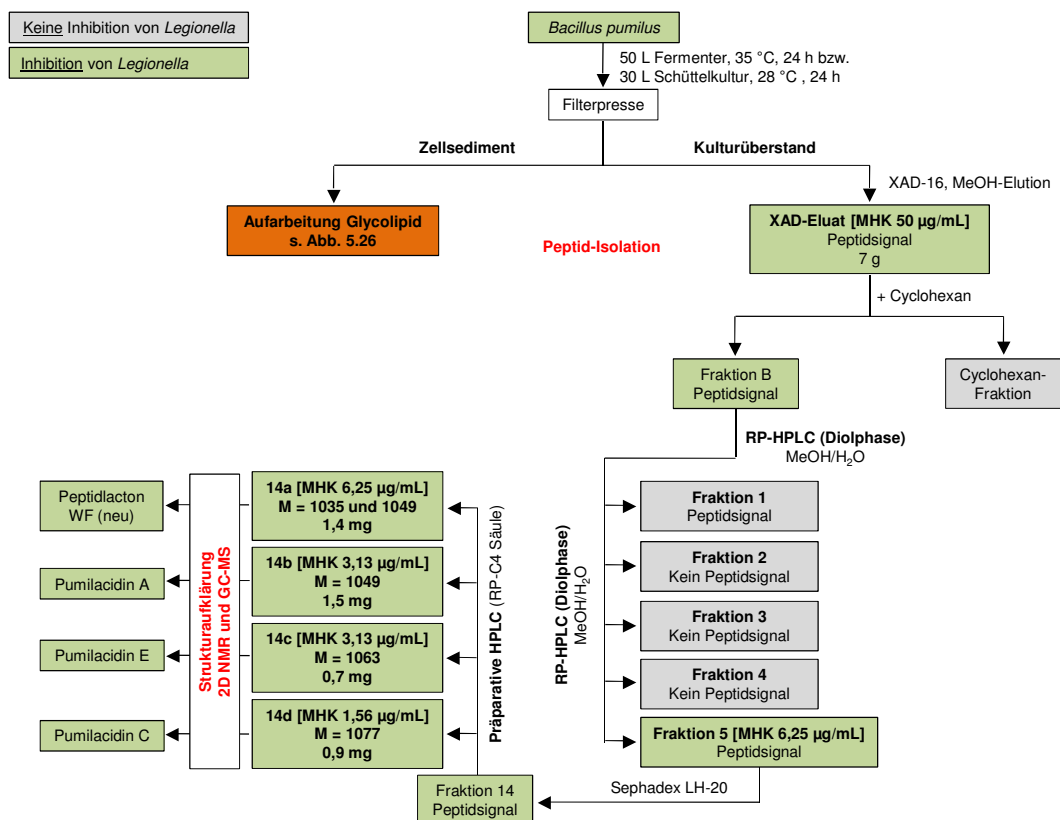 Keine Inhibition von Legionella
Inhibition von Legionella
Bacillus pumilus
50 L Fermenter, 35 °C, 24 h bzw.
30 L Schüttelkultur, 28 °C , 24 h
Filterpresse
Zellsediment
Kulturüberstand
XAD-16, MeOH-Elution
Aufarbeitung Glycolipid
s. Abb. 5.26
Peptid-Isolation
XAD-Eluat [MHK 50 µg/mL]
Peptidsignal
7 g
+ Cyclohexan
Fraktion B
Peptidsignal
Cyclohexan-
Fraktion
RP-HPLC (Diolphase)
MeOH/H₂O
RP-HPLC (Diolphase)
MeOH/H₂O
Fraktion 1
Peptidsignal
Fraktion 2
Kein Peptidsignal
Fraktion 3
Kein Peptidsignal
Fraktion 4
Kein Peptidsignal
Fraktion 5 [MHK 6,25 µg/mL]
Peptidsignal
Sephadex LH-20
Fraktion 14
Peptidsignal
Präparative HPLC (RP-C4 Säule)
14a [MHK 6,25 µg/mL]
M = 1035 und 1049
1,4 mg
14b [MHK 3,13 µg/mL]
M = 1049
1,5 mg
14c [MHK 3,13 µg/mL]
M = 1063
0,7 mg
14d [MHK 1,56 µg/mL]
M = 1077
0,9 mg
Strukturaufklärung
2D NMR und GC-MS
Peptidlacton
WF (neu)
Pumilacidin A
Pumilacidin E
Pumilacidin C